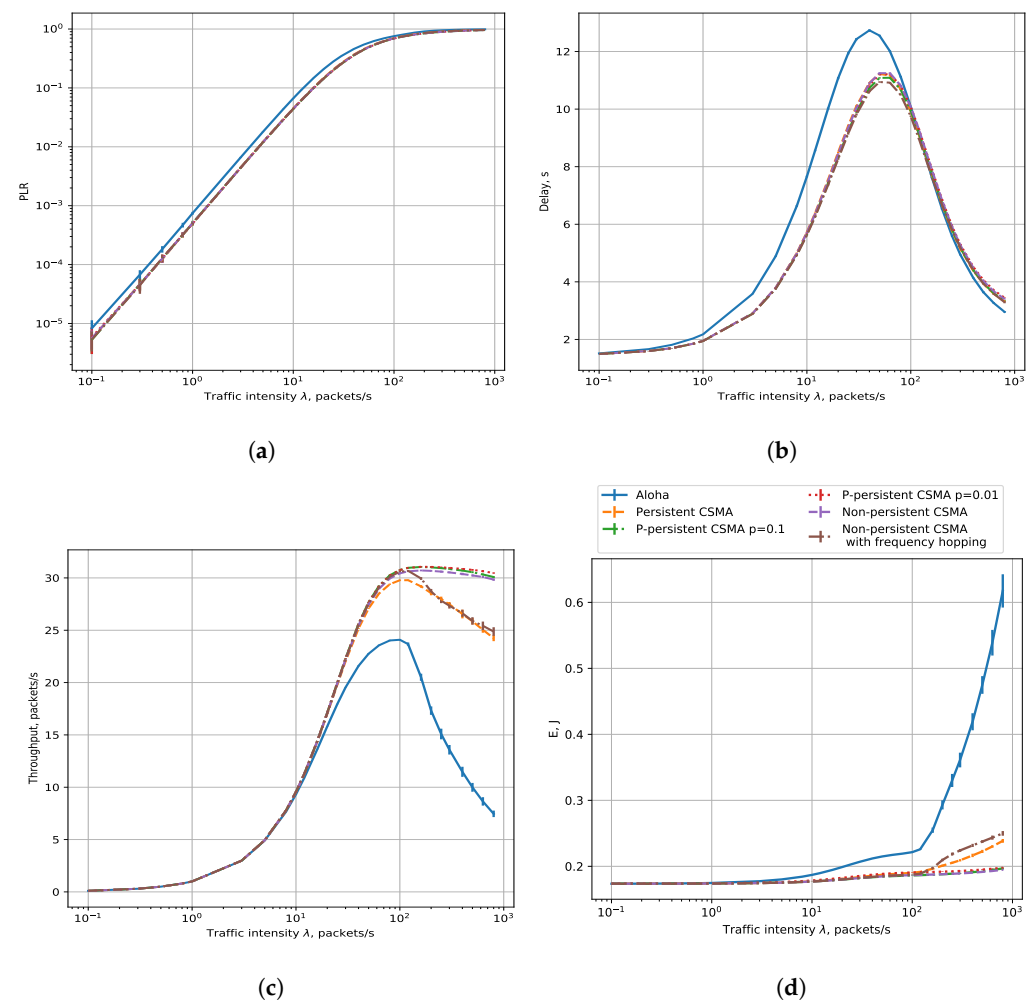 10⁰
10⁻¹
10⁻²
10⁻³
10⁻⁴
10⁻⁵
PLR
10⁻¹ 10⁰ 10¹ 10² 10³
Traffic intensity λ, packets/s
(a)
12
10
8
6
4
2
Delay, s
10⁻¹ 10⁰ 10¹ 10² 10³
Traffic intensity λ, packets/s
(b)
30
25
20
15
10
5
0
Throughput, packets/s
10⁻¹ 10⁰ 10¹ 10² 10³
Traffic intensity λ, packets/s
(c)
Aloha
Persistent CSMA
P-persistent CSMA p=0.1
P-persistent CSMA p=0.01
Non-persistent CSMA
Non-persistent CSMA
with frequency hopping
0.6
0.5
0.4
0.3
0.2
E, J
10⁻¹ 10⁰ 10¹ 10² 10³
Traffic intensity λ, packets/s
(d)